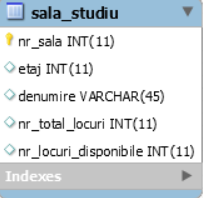 sala_studiu
nr_sala INT(11)
etaj INT(11)
denumire VARCHAR(45)
nr_total_locuri INT(11)
nr_locuri_disponibile INT(11)
Indexes